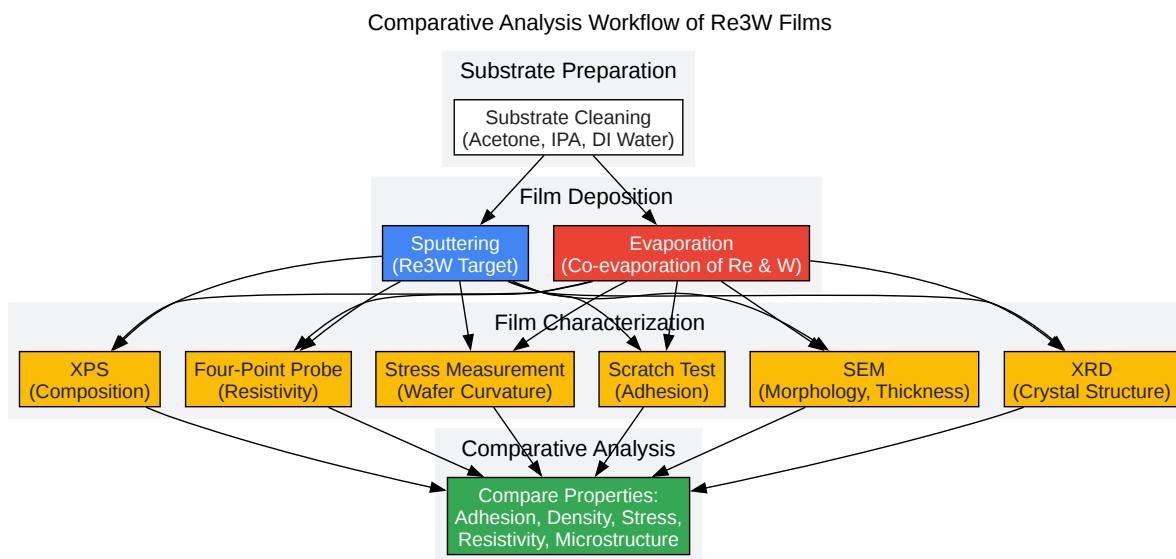 Comparative Analysis Workflow of Re3W Films
Substrate Preparation
Substrate Cleaning
(Acetone, IPA, DI Water)
Film Deposition
Sputtering
(Re3W Target)
Evaporation
(Co-evaporation of Re & W)
Film Characterization
XPS
(Composition)
Four-Point Probe
(Resistivity)
Stress Measurement
(Wafer Curvature)
Scratch Test
(Adhesion)
SEM
(Morphology, Thickness)
XRD
(Crystal Structure)
Comparative Analysis
Compare Properties:
Adhesion, Density, Stress,
Resistivity, Microstructure